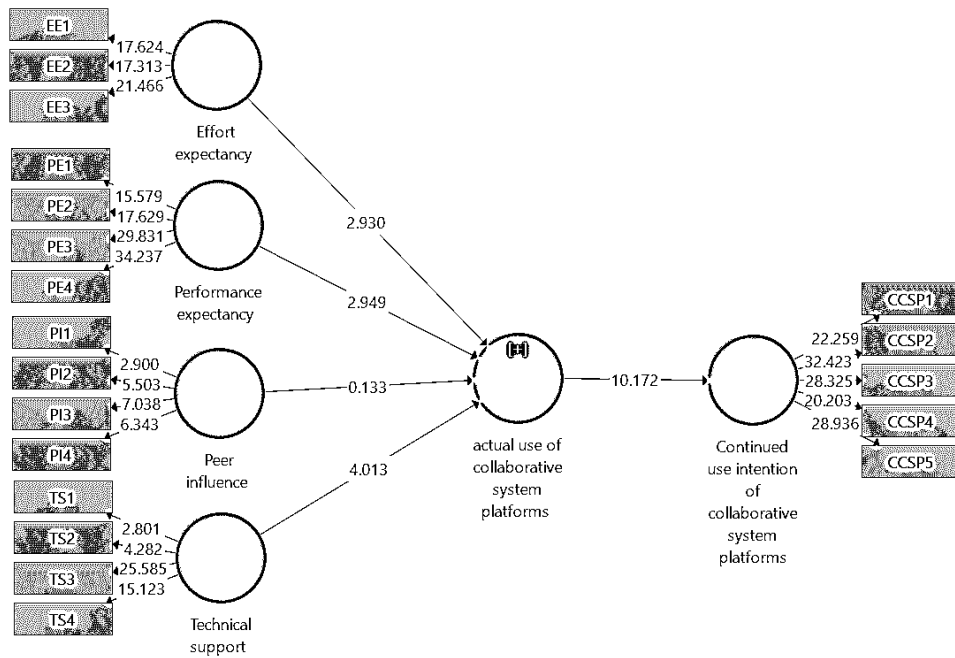 EE1
17.624
EE2
17.313
EE3
21.466
Effort
expectancy
2.930
PE1
15.579
PE2
17.629
PE3
29.831
PE4
34.237
Performance
expectancy
2.949
PI1
2.900
PI2
5.503
PI3
7.038
PI4
6.343
Peer
influence
0.133
TS1
2.801
TS2
4.282
TS3
25.585
TS4
15.123
Technical
support
4.013
actual use of
collaborative
system
platforms
10.172
Continued
use intention
of
collaborative
system
platforms
CCSP1
22.259
CCSP2
32.423
CCSP3
28.325
CCSP4
20.203
CCSP5
28.936